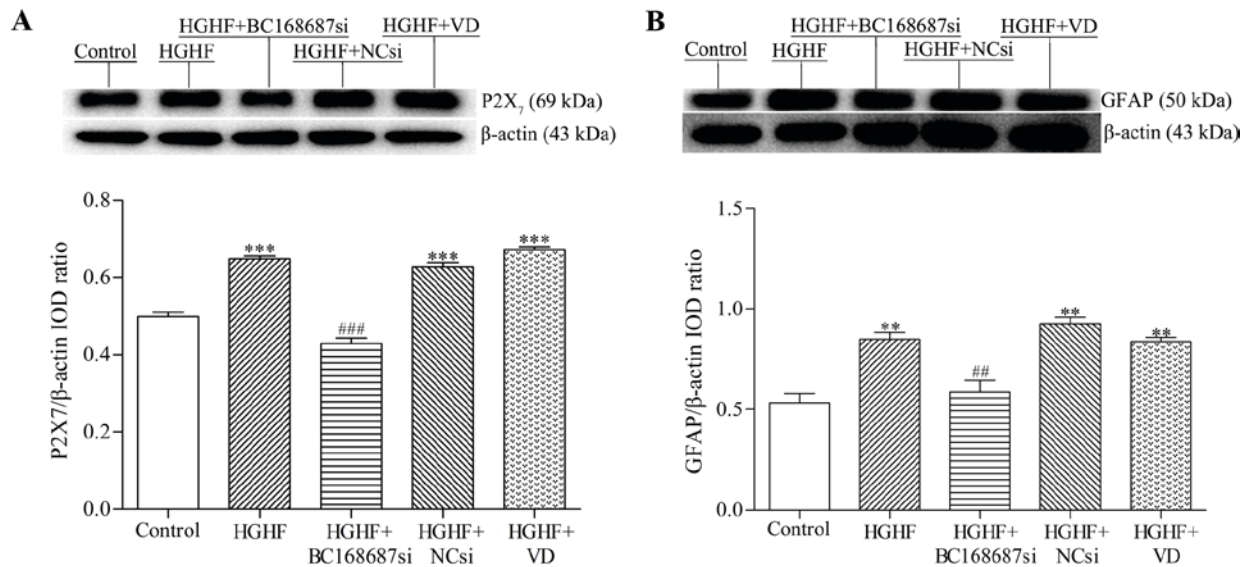 A
HGHF+BC168687si
HGHF+VD
Control
HGHF
HGHF+NCsi
P2X₇ (69 kDa)
β-actin (43 kDa)
P2X7/β-actin IOD ratio
0.8
0.6
0.4
0.2
0.0
***
###
***
***
Control
HGHF
HGHF+
BC168687si
HGHF+
NCsi
HGHF+
VD
B
HGHF+BC168687si
HGHF+VD
Control
HGHF
HGHF+NCsi
GFAP (50 kDa)
β-actin (43 kDa)
GFAP/β-actin IOD ratio
1.5
1.0
0.5
0.0
**
##
**
**
Control
HGHF
HGHF+
BC168687si
HGHF+
NCsi
HGHF+
VD